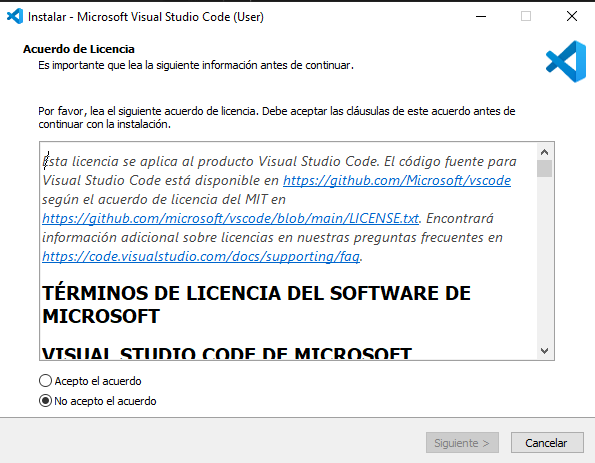 Instalar - Microsoft Visual Studio Code (User)
Acuerdo de Licencia
Es importante que lea la siguiente información antes de continuar.
Por favor, lea el siguiente acuerdo de licencia. Debe aceptar las cláusulas de este acuerdo antes de
continuar con la instalación.
Esta licencia se aplica al producto Visual Studio Code. El código fuente para
Visual Studio Code está disponible en https://github.com/Microsoft/vscode
según el acuerdo de licencia del MIT en
https://github.com/microsoft/vscode/blob/main/LICENSE.txt. Encontrará
información adicional sobre licencias en nuestras preguntas frecuentes en
https://code.visualstudio.com/docs/supporting/faq.
TÉRMINOS DE LICENCIA DEL SOFTWARE DE
MICROSOFT
VISUAL STUDIO CODE DE MICROSOFT
Acepto el acuerdo
No acepto el acuerdo
Siguiente >
Cancelar